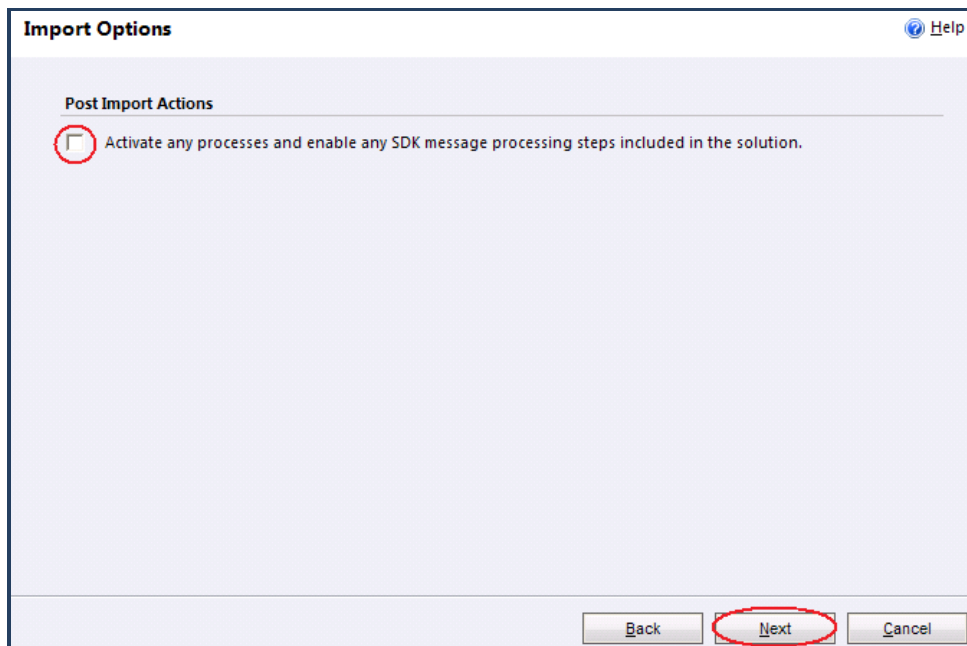 Import Options
Help
Post Import Actions
Activate any processes and enable any SDK message processing steps included in the solution.
Back Next Cancel